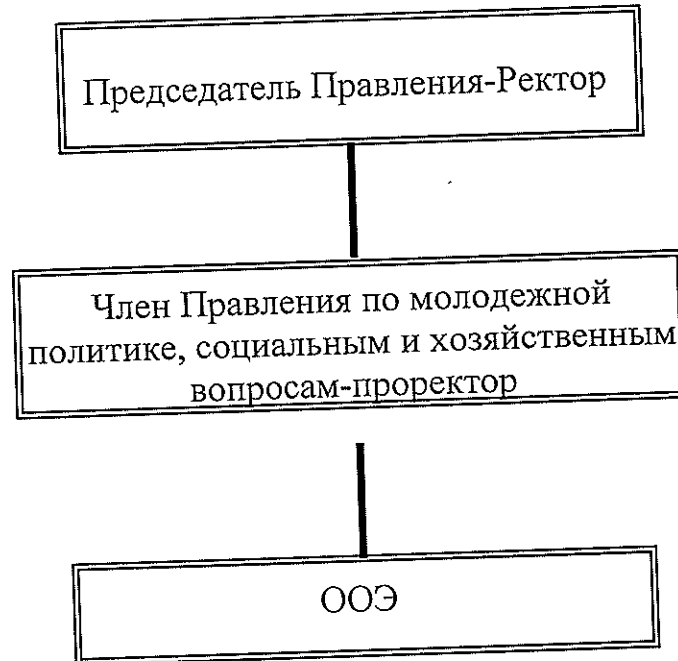 Председатель Правления-Ректор
Член Правления по молодежной
политике, социальным и хозяйственным
вопросам-проректор
ООЭ